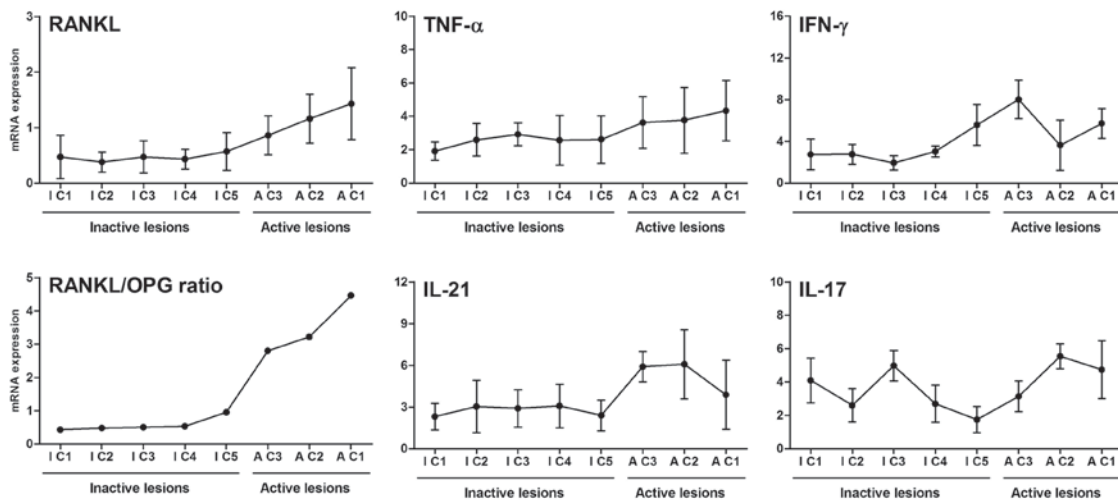 RANKL
mRNA expression
3
2
1
0
I C1 I C2 I C3 I C4 I C5 A C3 A C2 A C1
Inactive lesions Active lesions
TNF-α
10
8
6
4
2
0
I C1 I C2 I C3 I C4 I C5 A C3 A C2 A C1
Inactive lesions Active lesions
IFN-γ
16
12
8
4
0
I C1 I C2 I C3 I C4 I C5 A C3 A C2 A C1
Inactive lesions Active lesions
RANKL/OPG ratio
mRNA expression
5
4
3
2
1
0
I C1 I C2 I C3 I C4 I C5 A C3 A C2 A C1
Inactive lesions Active lesions
IL-21
12
9
6
3
0
I C1 I C2 I C3 I C4 I C5 A C3 A C2 A C1
Inactive lesions Active lesions
IL-17
10
8
6
4
2
0
I C1 I C2 I C3 I C4 I C5 A C3 A C2 A C1
Inactive lesions Active lesions